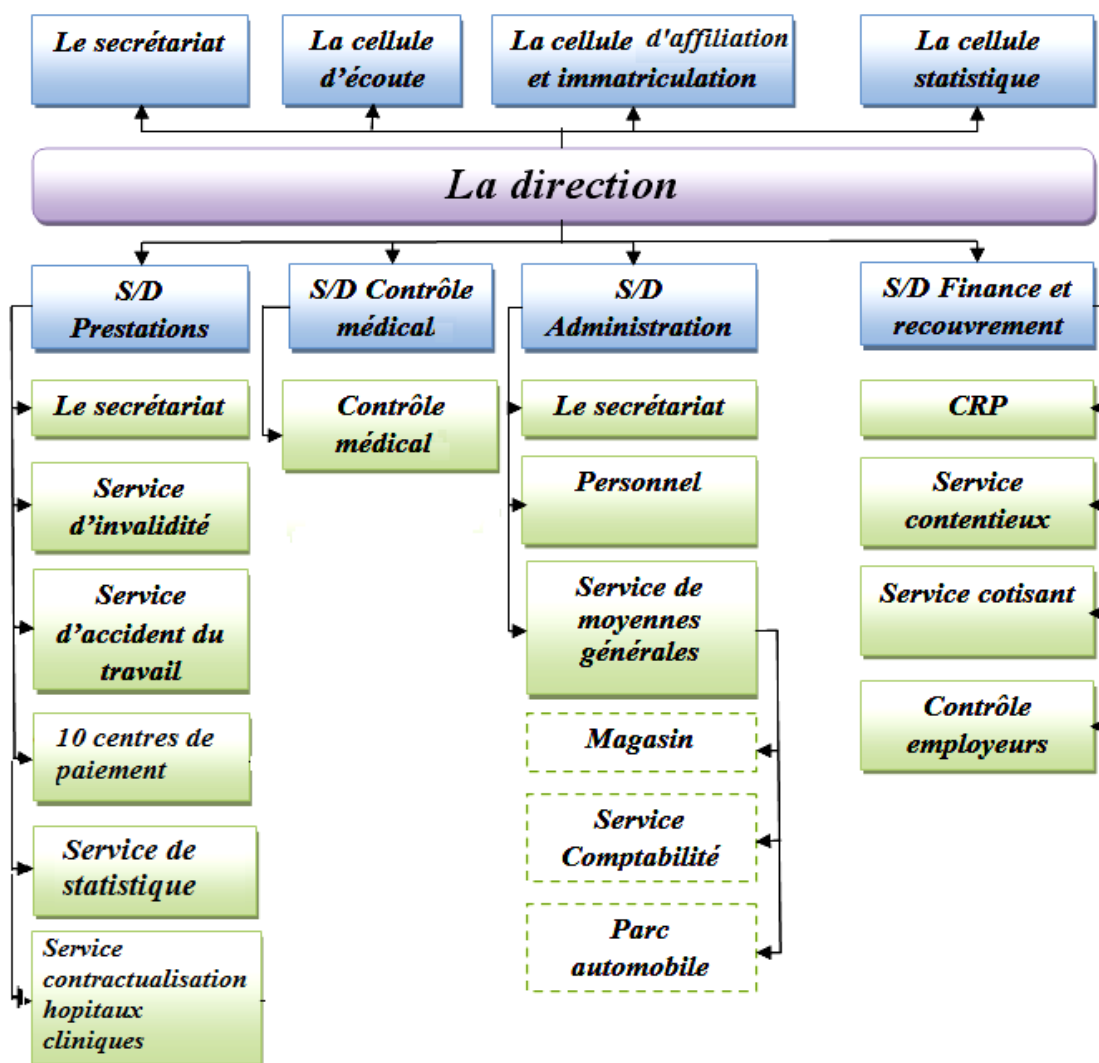 Le secrétariat
La cellule
d'écoute
La cellule d'affiliation
et immatriculation
La cellule
statistique
La direction
S/D
Prestations
S/D Contrôle
médical
S/D
Administration
S/D Finance et
recouvrement
Le secrétariat
Service
d'invalidité
Service
d'accident du
travail
10 centres de
paiement
Service de
statistique
Service
contractualisation
hopitaux
cliniques
Contrôle
médical
Le secrétariat
Personnel
Service de
moyennes
générales
Magasin
Service
Comptabilité
Parc
automobile
CRP
Service
contentieux
Service cotisant
Contrôle
employeurs